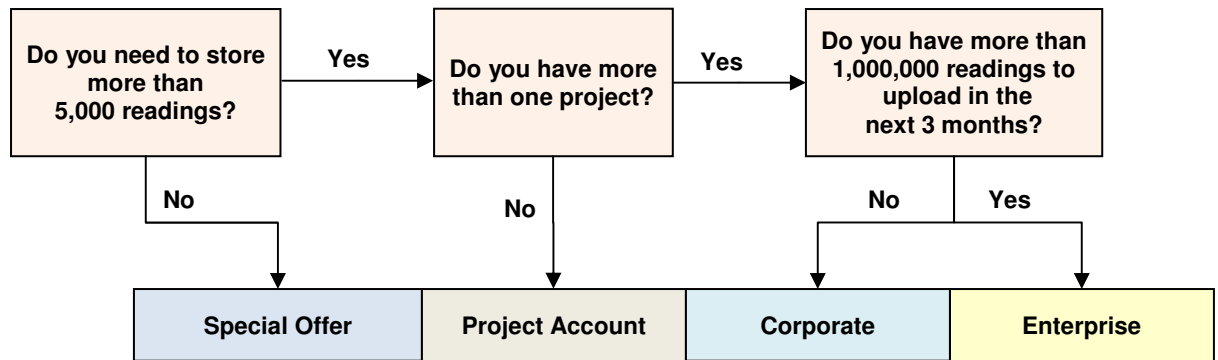 Do you need to store
more than
5,000 readings?
Yes
Do you have more
than one project?
Yes
Do you have more than
1,000,000 readings to
upload in the
next 3 months?
No
No
No
Yes
Special Offer
Project Account
Corporate
Enterprise